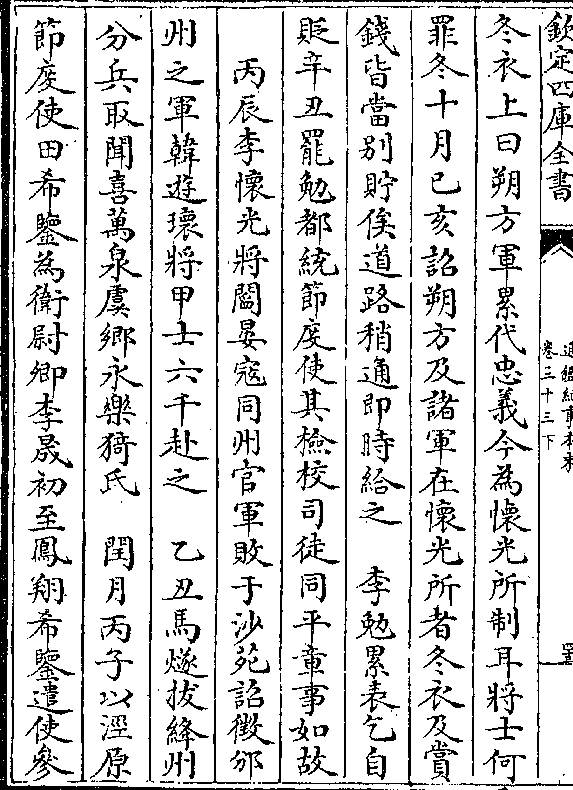 欽定四庫全書
通鑑紀事本末
卷三十三下
冬衣上曰朔方軍累代忠義今為懐光所制耳將士何
罪冬十月已亥詔朔方及諸軍在懐光所者冬衣及賞
錢皆當别貯俟道路稍通即時給之　李勉累表乞自
貶辛丑罷勉都統節度使其檢校司徒同平章事如故
丙辰李懐光將閻晏宼同州官軍敗于沙苑詔徵邠
州之軍韓遊瓌將甲士六千赴之　乙丑馬燧拔絳州
分兵取聞喜萬泉虞鄉永樂猗氏　閏月丙子以涇原
節度使田希鑒為衛尉卿李晟初至鳳翔希鑒遣使參